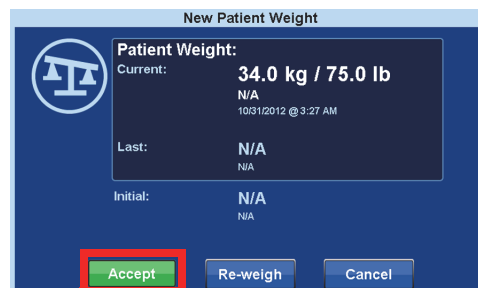 New Patient Weight
Patient Weight:
Current: 34.0 kg / 75.0 lb
N/A
10/31/2012 @ 3:27 AM
Last: N/A
N/A
Initial: N/A
N/A
Accept Re-weigh Cancel